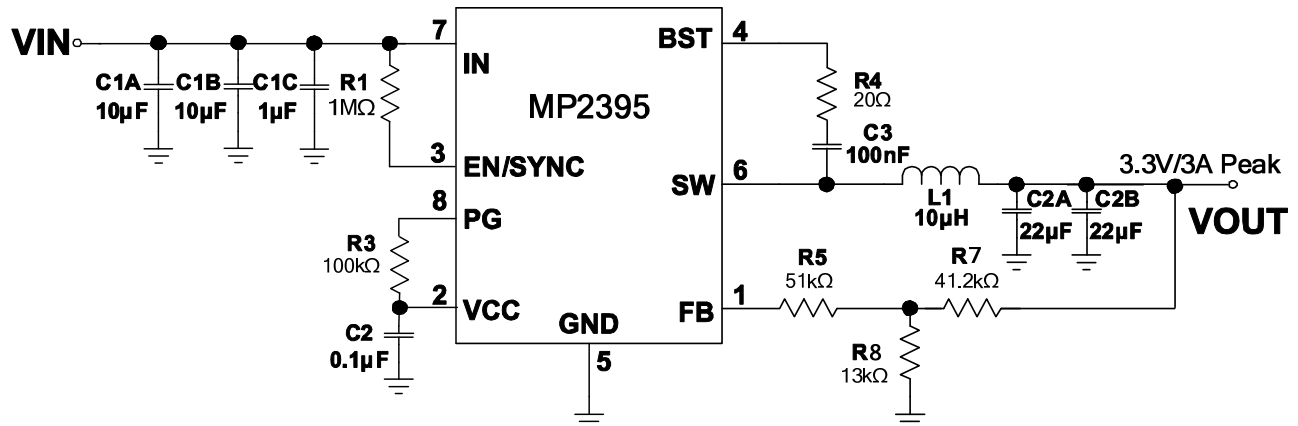 VIN
C1A
10µF
C1B
10µF
C1C
1µF
R1
1MΩ
7
IN
3
EN/SYNC
8
PG
R3
100kΩ
2
VCC
C2
0.1µF
MP2395
GND
5
BST
4
R4
20Ω
C3
100nF
SW
6
L1
10µH
C2A
22µF
C2B
22µF
3.3V/3A Peak
VOUT
FB
1
R5
51kΩ
R7
41.2kΩ
R8
13kΩ